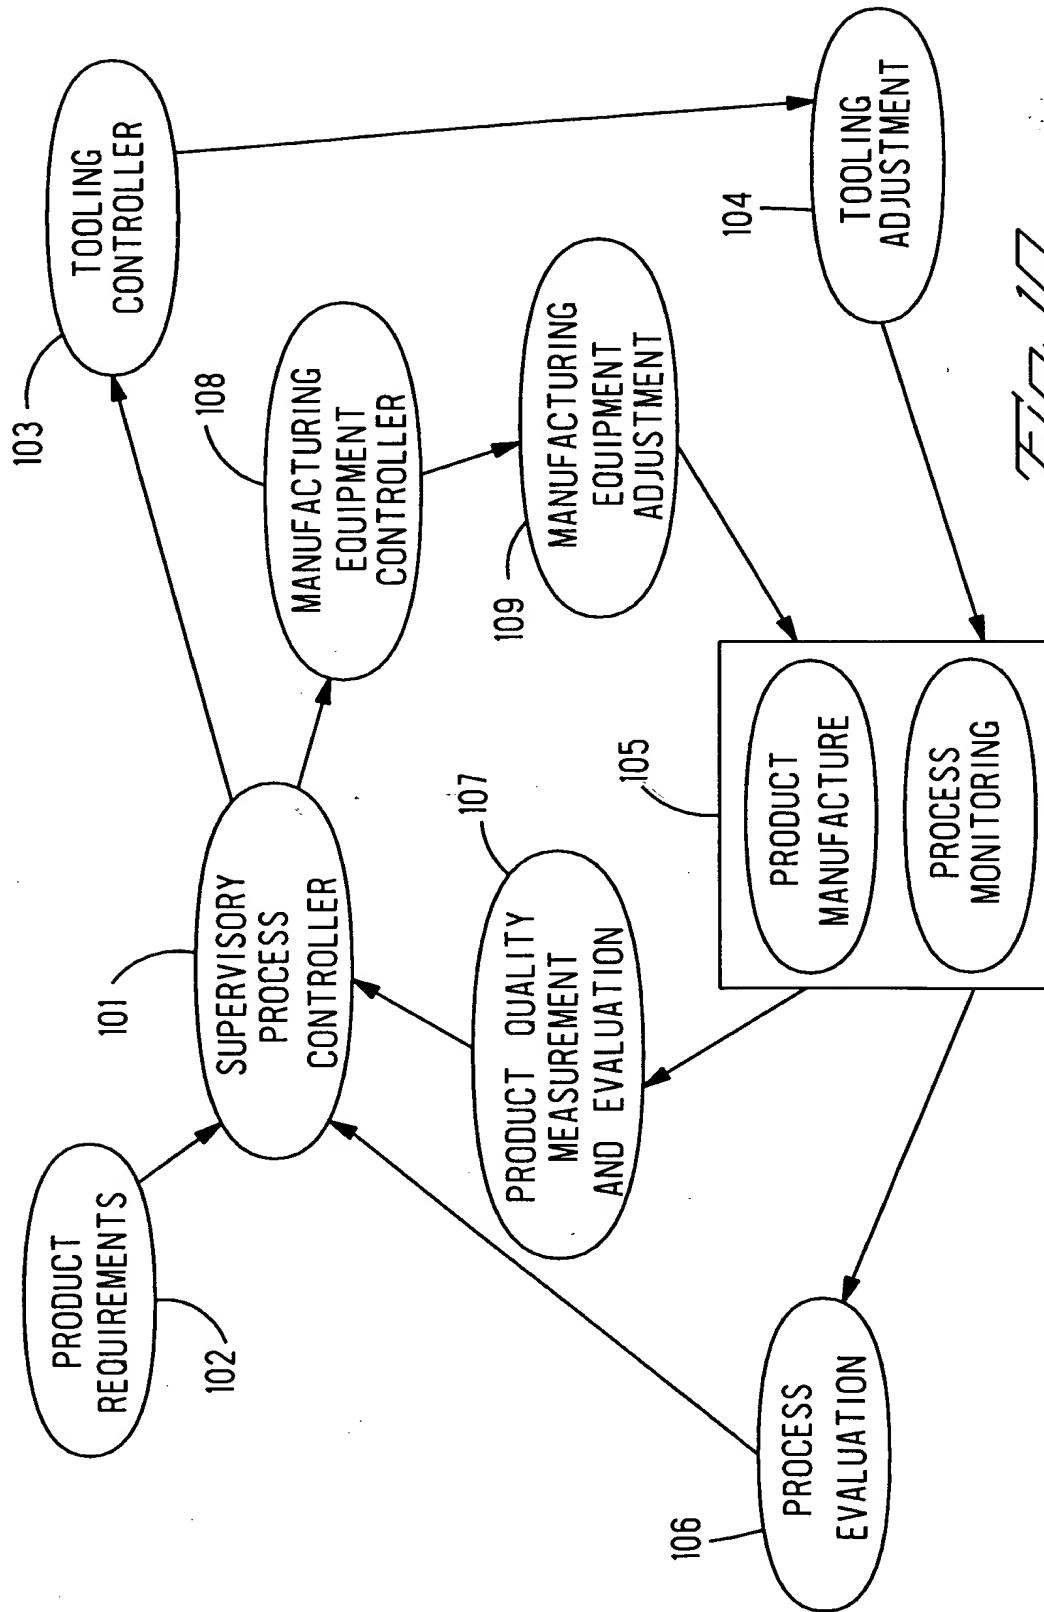 PRODUCT
REQUIREMENTS
102
101
SUPERVISORY
PROCESS
CONTROLLER
103
TOOLING
CONTROLLER
108
MANUFACTURING
EQUIPMENT
CONTROLLER
107
PRODUCT QUALITY
MEASUREMENT
AND EVALUATION
109
MANUFACTURING
EQUIPMENT
ADJUSTMENT
106
PROCESS
EVALUATION
105
PRODUCT
MANUFACTURE
PROCESS
MONITORING
104
TOOLING
ADJUSTMENT